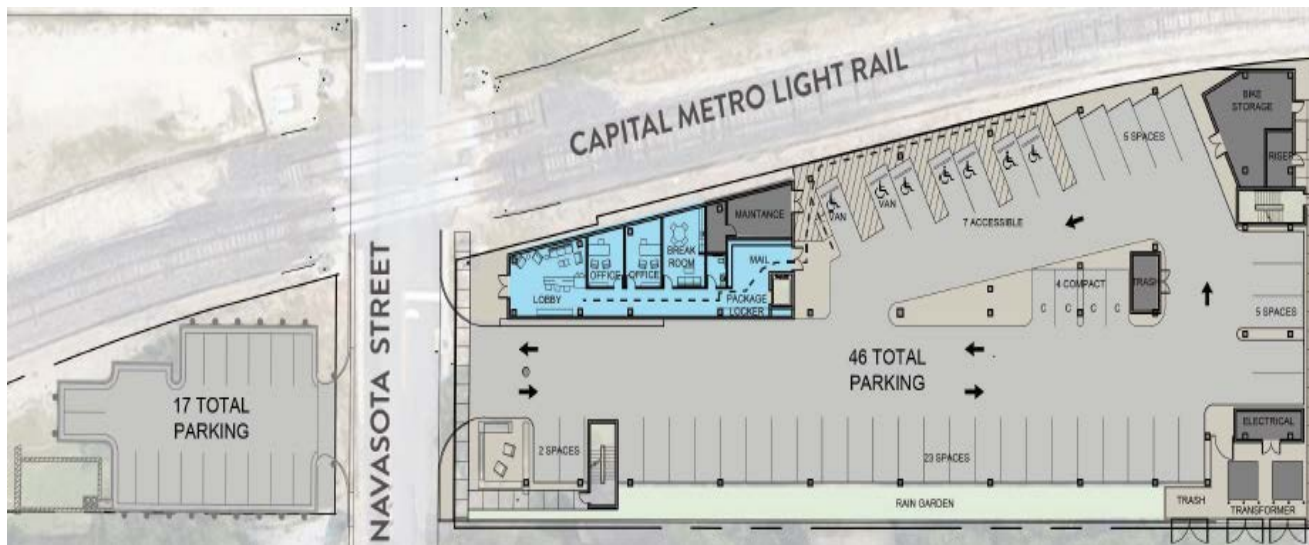 CAPITAL METRO LIGHT RAIL
NAVASOTA STREET
17 TOTAL
PARKING
BIKE
STORAGE
RISER
5 SPACES
VAN
VAN
7 ACCESSIBLE
MAINTANCE
OFFICE
OFFICE
BREAK
ROOM
MAIL
LOBBY
PACKAGE
LOCKER
4 COMPACT
C
C
C
C
TRASH
5 SPACES
46 TOTAL
PARKING
ELECTRICAL
2 SPACES
23 SPACES
RAIN GARDEN
TRASH
TRANSFORMER